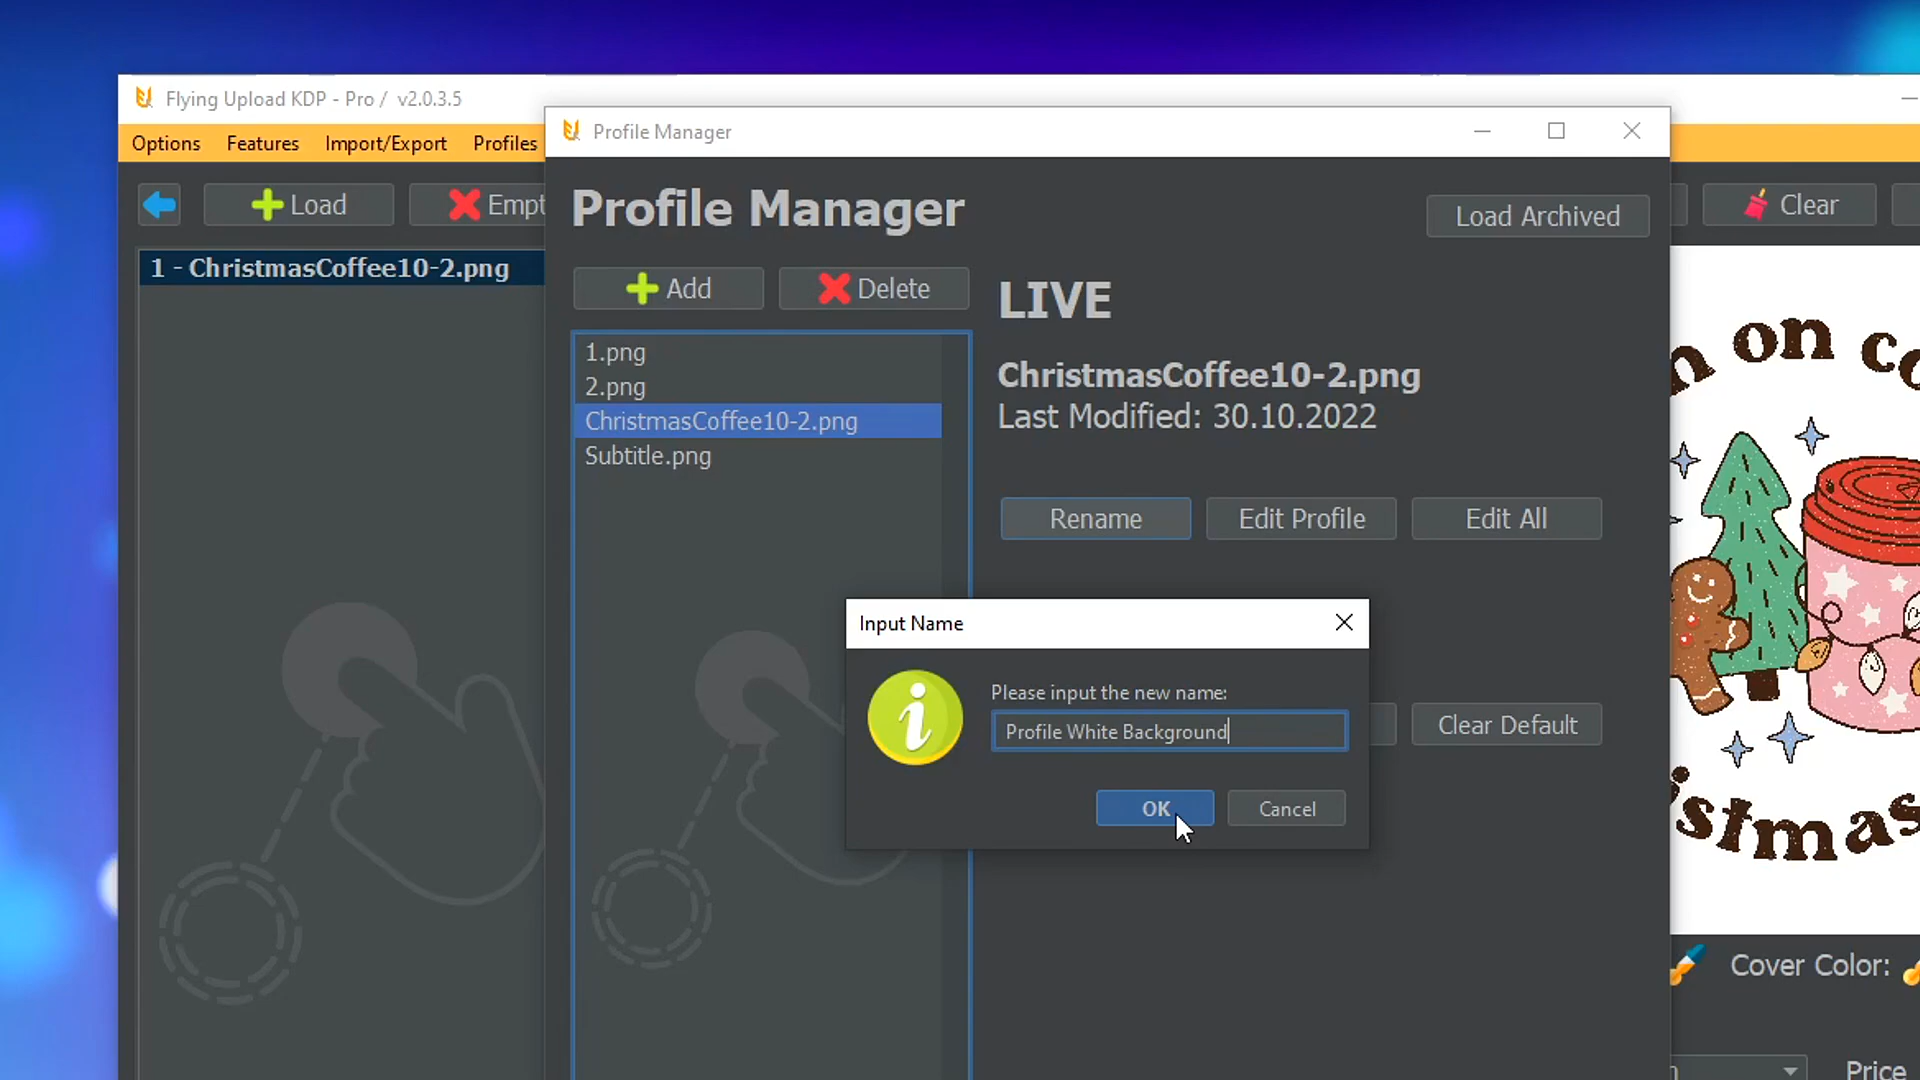 Flying Upload KDP - Pro / v2.0.3.5
Options Features Import/Export Profiles
Profile Manager
Load
Clear
Profile Manager
Load Archived
1 - ChristmasCoffee10-2.png
Add
Delete
LIVE
1.png
2.png
ChristmasCoffee10-2.png
Subtitle.png
ChristmasCoffee10-2.png
Last Modified: 30.10.2022
Rename
Edit Profile
Edit All
Input Name
Please input the new name:
Profile White Background
OK
Cancel
Clear Default
on
Cover Color:
Price